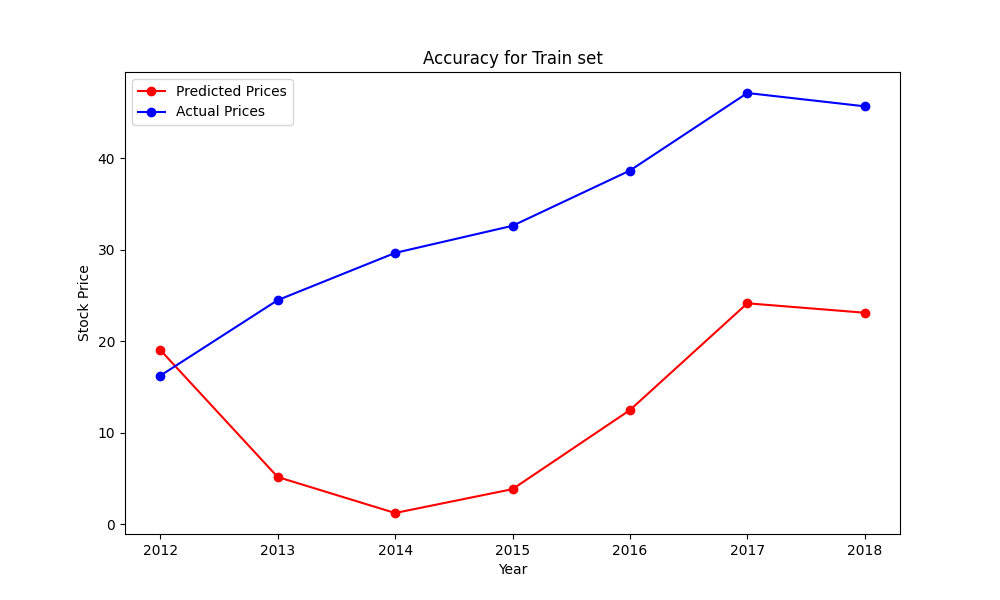 Accuracy for Train set
Predicted Prices
Actual Prices
Stock Price
40
30
20
10
0
2012 2013 2014 2015 2016 2017 2018
Year